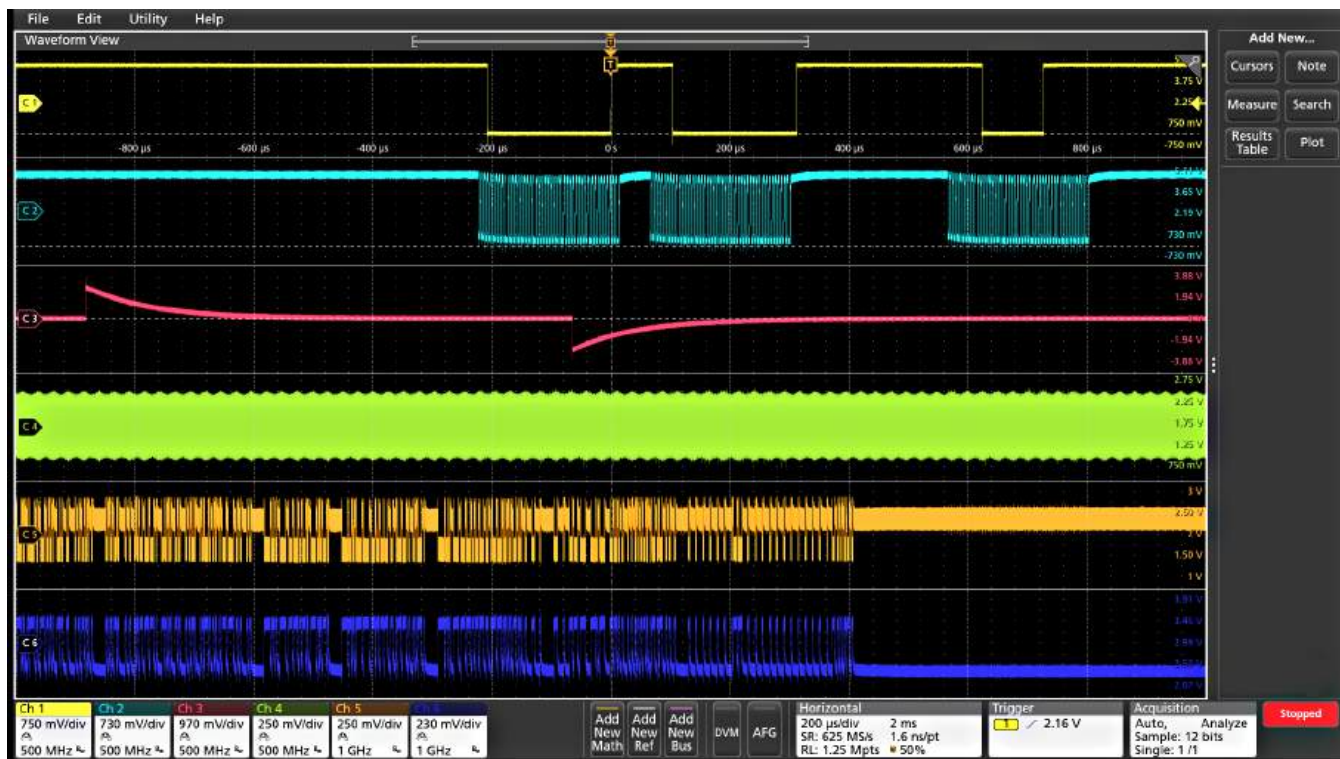 File Edit Utility Help
Waveform View
Add New...
Cursors Note
Measure Search
Results Table Plot
T
C 1
3.75 V
2.25
750 mV
-750 mV
-800 µs -600 µs -400 µs -200 µs 0 s 200 µs 400 µs 600 µs 800 µs
C 2
3.65 V
2.19 V
730 mV
-730 mV
C 3
3.88 V
1.94 V
-1.94 V
-3.88 V
C 4
2.75 V
2.25 V
1.75 V
1.25 V
750 mV
C 5
3 V
2.50 V
2 V
1.50 V
1 V
C 6
Ch 1
750 mV/div
500 MHz
Ch 2
730 mV/div
500 MHz
Ch 3
970 mV/div
500 MHz
Ch 4
250 mV/div
500 MHz
Ch 5
250 mV/div
1 GHz
230 mV/div
1 GHz
Add New Math
Add New Ref
Add New Bus
DVM
AFG
Horizontal
200 µs/div 2 ms
SR: 625 MS/s 1.6 ns/pt
RL: 1.25 Mpts 50%
Trigger
1 2.16 V
Acquisition
Auto, Analyze
Sample: 12 bits
Single: 1 /1
Stopped